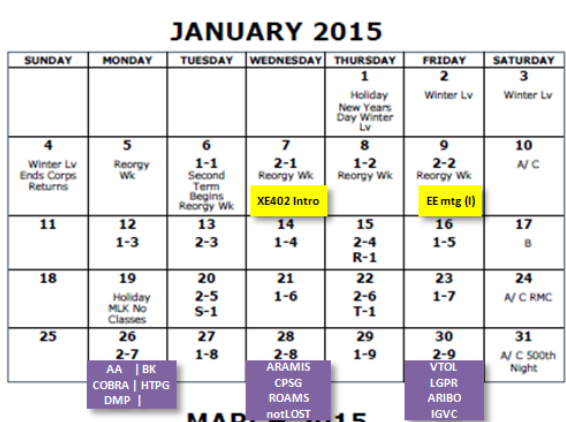 JANUARY 2015
SUNDAY MONDAY TUESDAY WEDNESDAY THURSDAY FRIDAY SATURDAY
1 2 3
Holiday Winter Lv Winter Lv
New Years
Day Winter
Lv
4 5 6 7 8 9 10
Winter Lv Reorgy 1-1 2-1 1-2 2-2 A/ C
Ends Corps Wk Second Reorgy Wk Reorgy Wk Reorgy Wk
Returns Term
Begins
Reorgy Wk
XE402 Intro EE mtg (I)
11 12 13 14 15 16 17
1-3 2-3 1-4 2-4 1-5 B
R-1
18 19 20 21 22 23 24
Holiday 2-5 1-6 2-6 1-7 A/ C RMC
MLK No S-1 T-1
Classes
25 26 27 28 29 30 31
2-7 1-8 2-8 1-9 2-9 A/ C 500th
Night
AA | BK ARAMIS VTOL
COBRA | HTPG CPSG LGPR
DMP | ROAMS ARIBO
notLOST IGVC